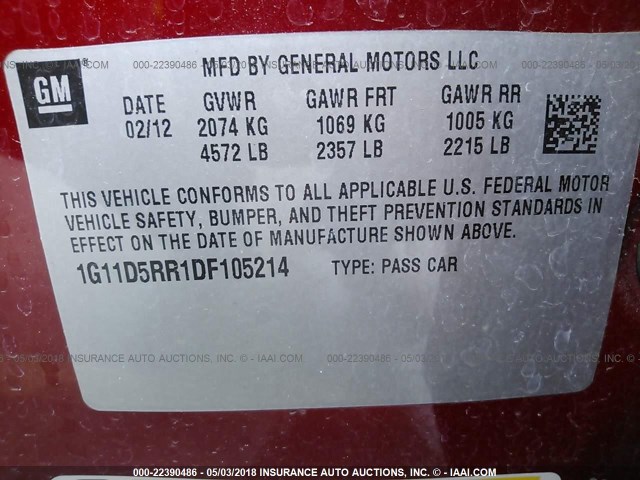 GM
MFD BY GENERAL MOTORS LLC
DATE GVWR GAWR FRT GAWR RR
02/12 2074 KG 1069 KG 1005 KG
4572 LB 2357 LB 2215 LB
THIS VEHICLE CONFORMS TO ALL APPLICABLE U.S. FEDERAL MOTOR
VEHICLE SAFETY, BUMPER, AND THEFT PREVENTION STANDARDS IN
EFFECT ON THE DATE OF MANUFACTURE SHOWN ABOVE.
1G11D5RR1DF105214 TYPE: PASS CAR
000-22390486 - 05/03/2018 INSURANCE AUTO AUCTIONS, INC. © - IAAI.COM